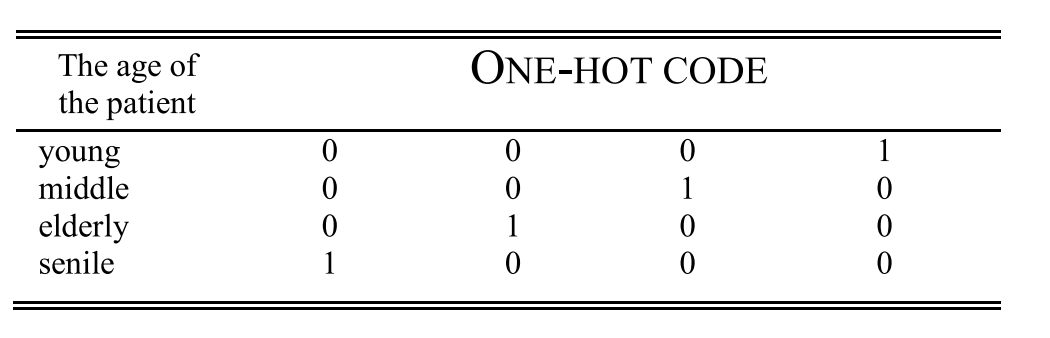 The age of
the patient
ONE-HOT CODE
young 0 0 0 1
middle 0 0 1 0
elderly 0 1 0 0
senile 1 0 0 0